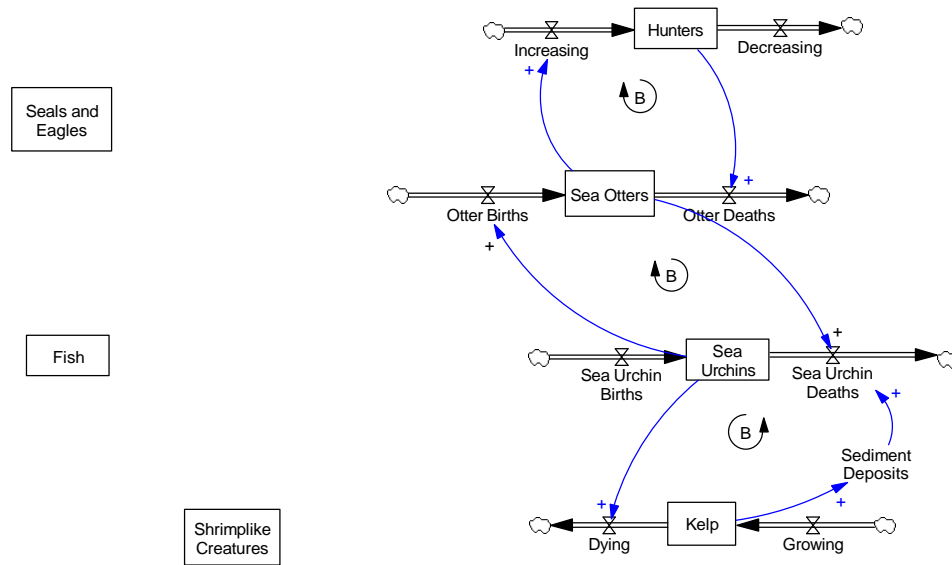 Hunters
Increasing
Decreasing
+
B
Seals and
Eagles
Sea Otters
+
Otter Births
Otter Deaths
+
B
+
Fish
Sea
Urchins
Sea Urchin
Births
Sea Urchin
Deaths
+
B
Sediment
Deposits
+
+
Shrimplike
Creatures
Kelp
Dying
Growing